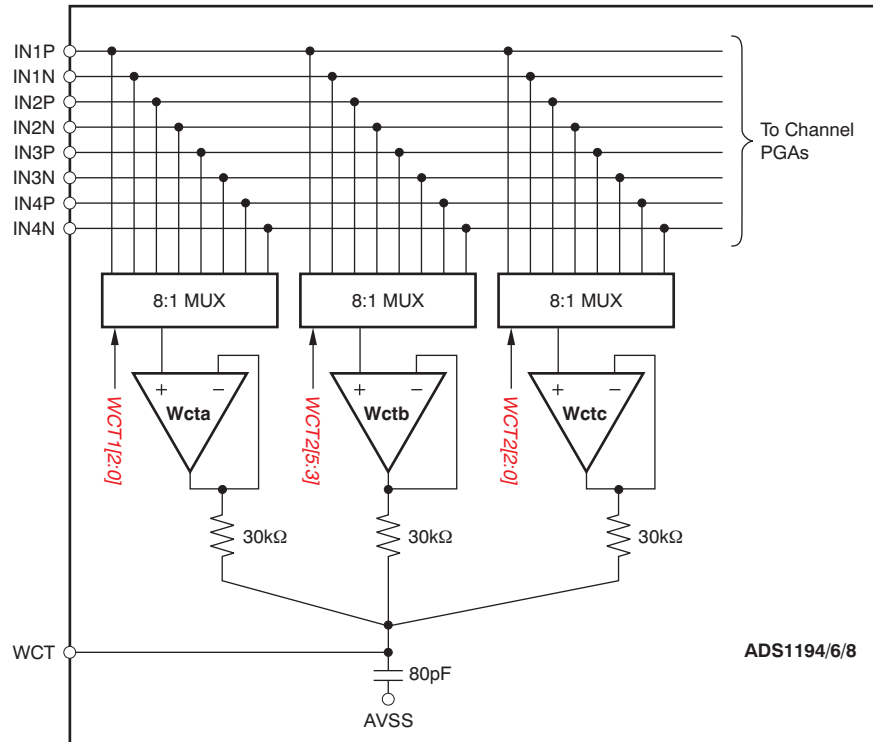 IN1P
IN1N
IN2P
IN2N
IN3P
IN3N
IN4P
IN4N
To Channel
PGAs
8:1 MUX
8:1 MUX
8:1 MUX
WCT1[2:0]
+ −
Wcta
WCT2[5:3]
+ −
Wctb
WCT2[2:0]
+ −
Wctc
30kΩ
30kΩ
30kΩ
WCT
80pF
AVSS
ADS1194/6/8